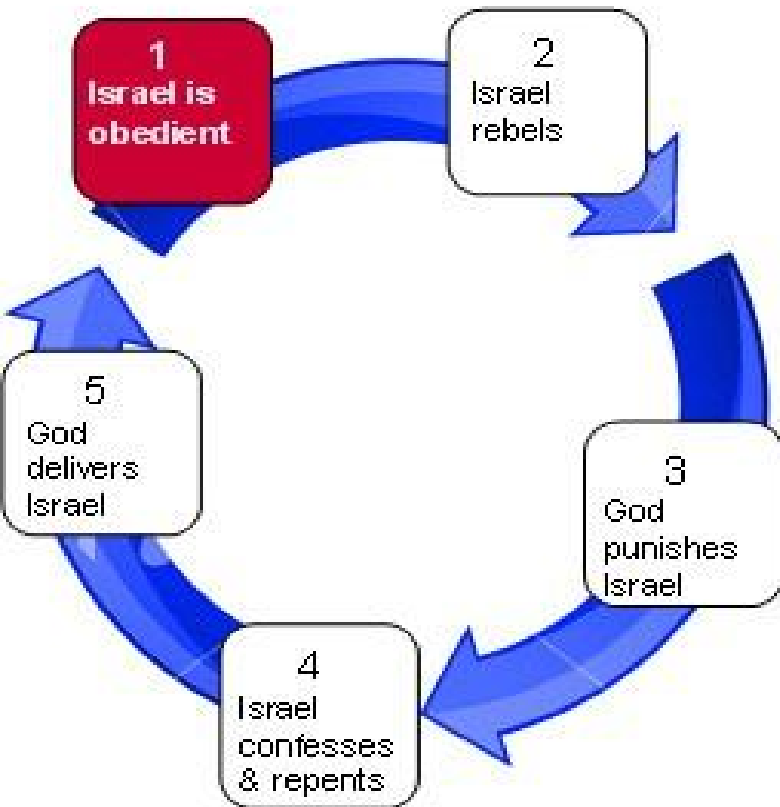 1
Israel is
obedient
2
Israel
rebels
3
God
punishes
Israel
4
Israel
confesses
& repents
5
God
delivers
Israel